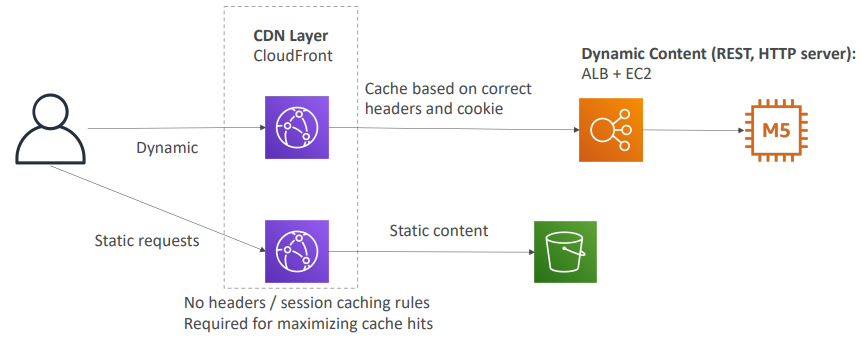 CDN Layer
CloudFront
Dynamic Content (REST, HTTP server):
ALB + EC2
Cache based on correct
headers and cookie
M5
Dynamic
Static requests
Static content
No headers / session caching rules
Required for maximizing cache hits